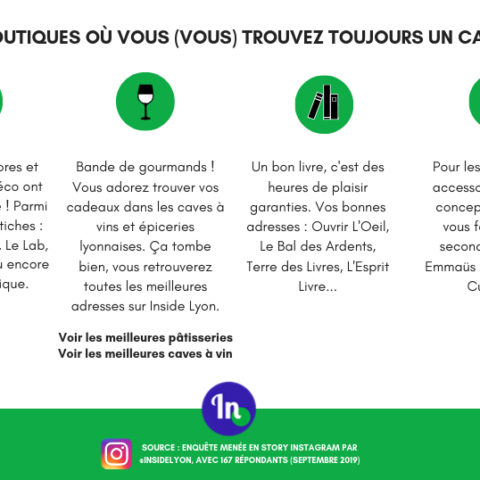 OUTIQUES OÙ VOUS (VOUS) TROUVEZ TOUJOURS UN CA
res et
éco ont
! Parmi
tiches :
, Le Lab,
u encore
ique.
Bande de gourmands !
Vous adorez trouver vos
cadeaux dans les caves à
vins et épiceries
lyonnaises. Ça tombe
bien, vous retrouverez
toutes les meilleures
adresses sur Inside Lyon.
Voir les meilleures pâtisseries
Voir les meilleures caves à vin
Un bon livre, c'est des
heures de plaisir
garanties. Vos bonnes
adresses : Ouvrir L'Oeil,
Le Bal des Ardents,
Terre des Livres, L'Esprit
Livre...
Pour les
accesso
concep
vous f
secon
Emmaüs
Cu
In
SOURCE : ENQUÊTE MENÉE EN STORY INSTAGRAM PAR
@INSIDELYON, AVEC 167 RÉPONDANTS (SEPTEMBRE 2019)